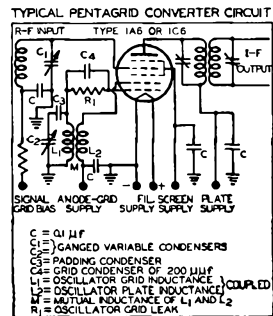 TYPICAL PENTAGRID CONVERTER CIRCUIT
R-F INPUT TYPE 1A6 OR 1C6
C1
C4
I-F
OUTPUT
R1
C C3
C2 L1 L2
M C C C
- +
SIGNAL ANODE-GRID FIL. SCREEN PLATE
GRID BIAS SUPPLY SUPPLY SUPPLY SUPPLY
C = 0.1 µf
C1=
C2= } GANGED VARIABLE CONDENSERS
C3= PADDING CONDENSER
C4= GRID CONDENSER OF 200 µµf
L1= OSCILLATOR GRID INDUCTANCE
L2= OSCILLATOR PLATE INDUCTANCE } COUPLED
M= MUTUAL INDUCTANCE OF L1 AND L2
R1= OSCILLATOR GRID LEAK